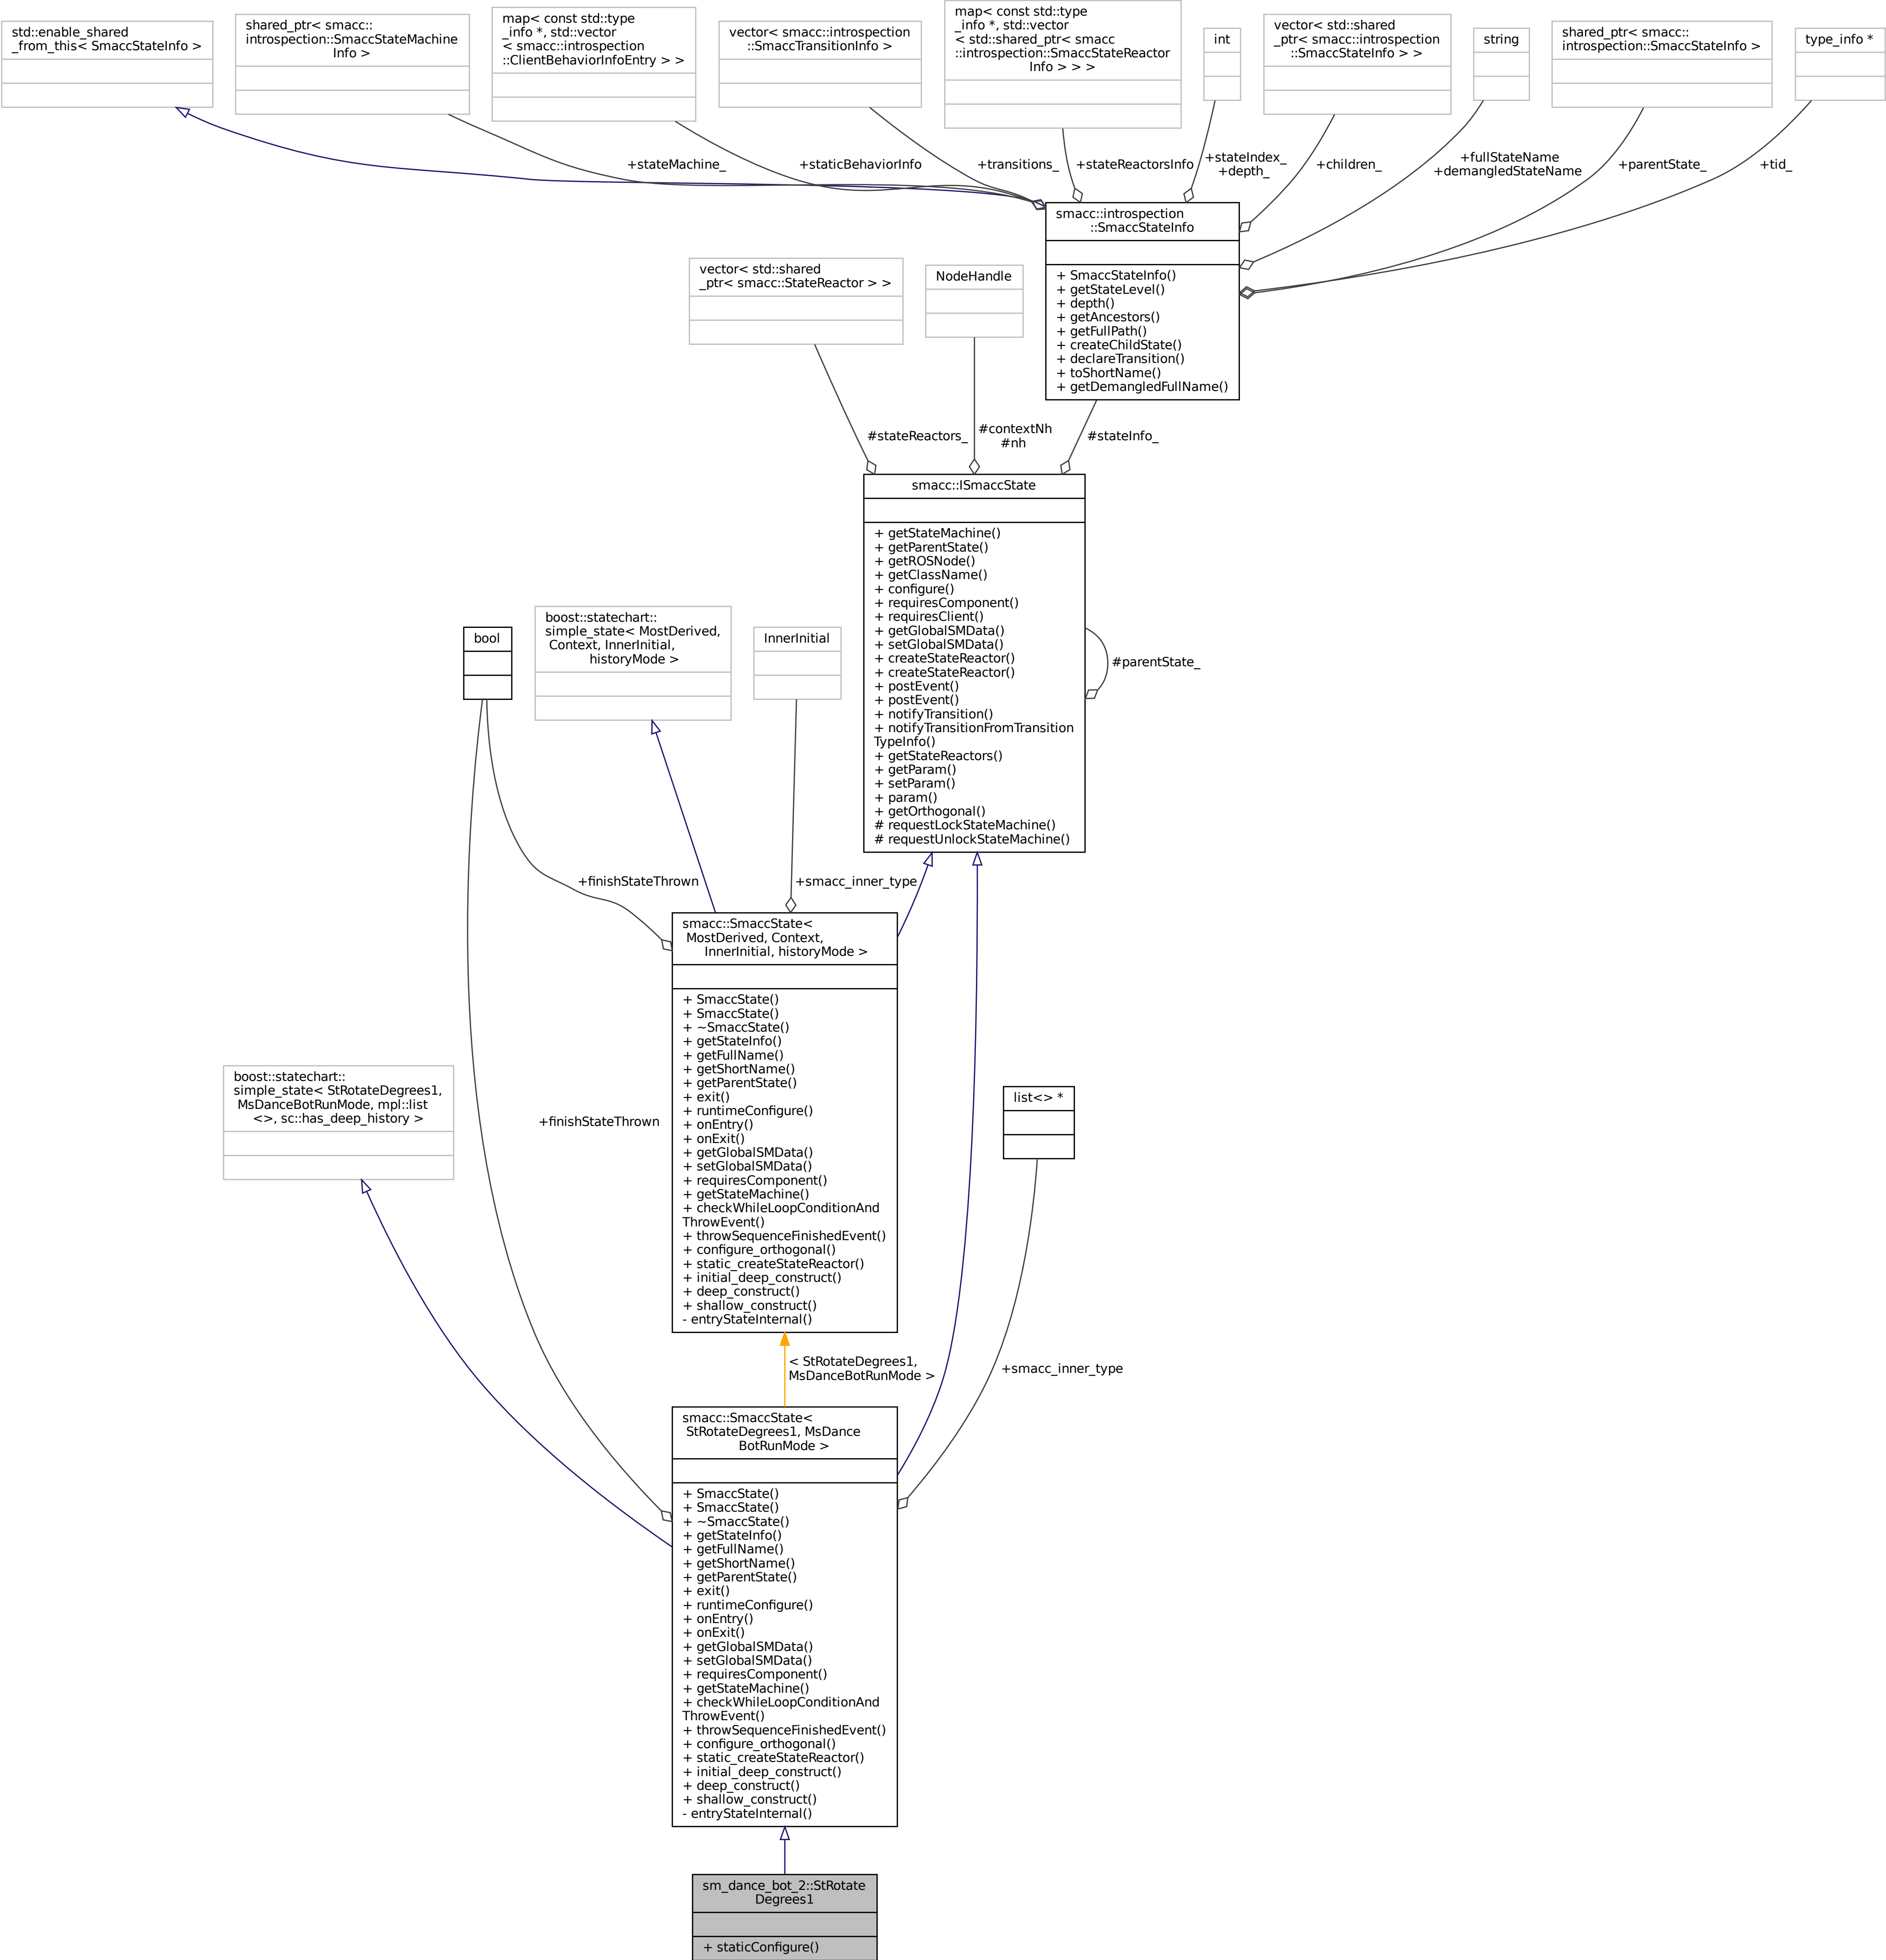 std::enable_shared
_from_this< SmaccStateInfo >
shared_ptr< smacc::
introspection::SmaccStateMachine
Info >
map< const std::type
_info *, std::vector
< smacc::introspection
::ClientBehaviorInfoEntry > >
vector< smacc::introspection
::SmaccTransitionInfo >
map< const std::type
_info *, std::vector
< std::shared_ptr< smacc
::introspection::SmaccStateReactor
Info > > >
int
vector< std::shared
_ptr< smacc::introspection
::SmaccStateInfo > >
string
shared_ptr< smacc::
introspection::SmaccStateInfo >
type_info *
+stateMachine_
+staticBehaviorInfo
+transitions_
+stateReactorsInfo
+stateIndex_
+depth_
+children_
+fullStateName
+demangledStateName
+parentState_
+tid_
smacc::introspection
::SmaccStateInfo
+ SmaccStateInfo()
+ getStateLevel()
+ depth()
+ getAncestors()
+ getFullPath()
+ createChildState()
+ declareTransition()
+ toShortName()
+ getDemangledFullName()
vector< std::shared
_ptr< smacc::StateReactor > >
NodeHandle
#stateReactors_
#contextNh
#nh
#stateInfo_
smacc::ISmaccState
+ getStateMachine()
+ getParentState()
+ getROSNode()
+ getClassName()
+ configure()
+ requiresComponent()
+ requiresClient()
+ getGlobalSMData()
+ setGlobalSMData()
+ createStateReactor()
+ createStateReactor()
+ postEvent()
+ postEvent()
+ notifyTransition()
+ notifyTransitionFromTransition
TypeInfo()
+ getStateReactors()
+ getParam()
+ setParam()
+ param()
+ getOrthogonal()
# requestLockStateMachine()
# requestUnlockStateMachine()
#parentState_
bool
boost::statechart::
simple_state< MostDerived,
Context, InnerInitial,
historyMode >
InnerInitial
+finishStateThrown
+smacc_inner_type
smacc::SmaccState<
MostDerived, Context,
InnerInitial, historyMode >
+ SmaccState()
+ SmaccState()
+ ~SmaccState()
+ getStateInfo()
+ getFullName()
+ getShortName()
+ getParentState()
+ exit()
+ runtimeConfigure()
+ onEntry()
+ onExit()
+ getGlobalSMData()
+ setGlobalSMData()
+ requiresComponent()
+ getStateMachine()
+ checkWhileLoopConditionAnd
ThrowEvent()
+ throwSequenceFinishedEvent()
+ configure_orthogonal()
+ static_createStateReactor()
+ initial_deep_construct()
+ deep_construct()
+ shallow_construct()
- entryStateInternal()
boost::statechart::
simple_state< StRotateDegrees1,
MsDanceBotRunMode, mpl::list
<>, sc::has_deep_history >
+finishStateThrown
list<> *
< StRotateDegrees1,
MsDanceBotRunMode >
+smacc_inner_type
smacc::SmaccState<
StRotateDegrees1, MsDance
BotRunMode >
+ SmaccState()
+ SmaccState()
+ ~SmaccState()
+ getStateInfo()
+ getFullName()
+ getShortName()
+ getParentState()
+ exit()
+ runtimeConfigure()
+ onEntry()
+ onExit()
+ getGlobalSMData()
+ setGlobalSMData()
+ requiresComponent()
+ getStateMachine()
+ checkWhileLoopConditionAnd
ThrowEvent()
+ throwSequenceFinishedEvent()
+ configure_orthogonal()
+ static_createStateReactor()
+ initial_deep_construct()
+ deep_construct()
+ shallow_construct()
- entryStateInternal()
sm_dance_bot_2::StRotate
Degrees1
+ staticConfigure()